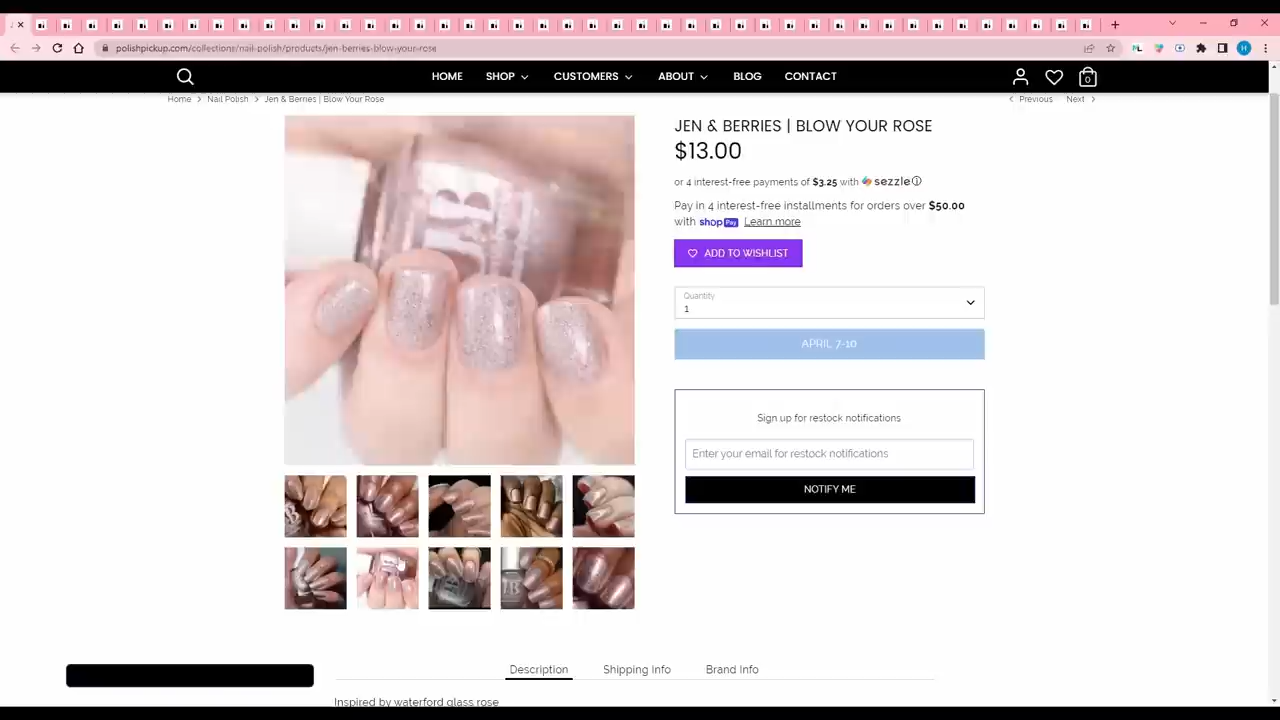 polishpickup.com/collections/nail-polish/products/jen-berries-blow-your-rose
H
HOME SHOP CUSTOMERS ABOUT BLOG CONTACT
0
Home > Nail Polish > Jen & Berries | Blow Your Rose
< Previous Next >
JEN & BERRIES | BLOW YOUR ROSE
$13.00
or 4 interest-free payments of $3.25 with sezzle
Pay in 4 interest-free installments for orders over $50.00
with shop Pay Learn more
ADD TO WISHLIST
Quantity
1
APRIL 7-10
Sign up for restock notifications
Enter your email for restock notifications
NOTIFY ME
Description Shipping Info Brand Info
Inspired by waterford glass rose